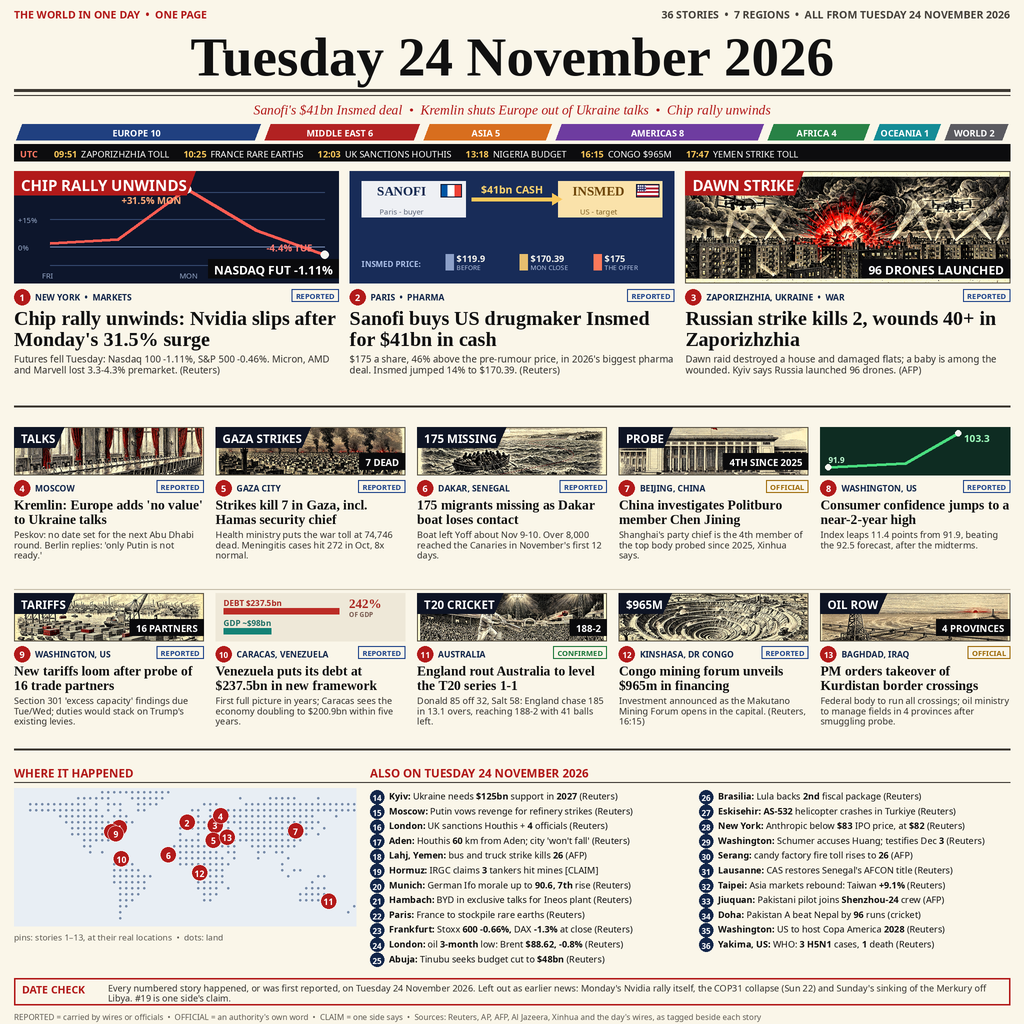 THE WORLD IN ONE DAY • ONE PAGE
36 STORIES • 7 REGIONS • ALL FROM TUESDAY 24 NOVEMBER 2026
Tuesday 24 November 2026
Sanofi's $41bn Insmed deal • Kremlin shuts Europe out of Ukraine talks • Chip rally unwinds
EUROPE 10
MIDDLE EAST 6
ASIA 5
AMERICAS 8
AFRICA 4
OCEANIA 1
WORLD 2
UTC 09:51 ZAPORIZHZHIA TOLL 10:25 FRANCE RARE EARTHS 12:03 UK SANCTIONS HOUTHIS 13:18 NIGERIA BUDGET 16:15 CONGO $965M 17:47 YEMEN STRIKE TOLL
CHIP RALLY UNWINDS
+31.5% MON
+15%
0%
-4.4% TUE
FRI
MON
NASDAQ FUT -1.11%
1 NEW YORK • MARKETS
REPORTED
Chip rally unwinds: Nvidia slips after
Monday's 31.5% surge
Futures fell Tuesday: Nasdaq 100 -1.11%, S&P 500 -0.46%. Micron, AMD
and Marvell lost 3.3-4.3% premarket. (Reuters)
SANOFI
Paris - buyer
$41bn CASH
INSMED
US - target
INSMED PRICE:
$119.9
BEFORE
$170.39
MON CLOSE
$175
THE OFFER
2 PARIS • PHARMA
REPORTED
Sanofi buys US drugmaker Insmed
for $41bn in cash
$175 a share, 46% above the pre-rumour price, in 2026's biggest pharma
deal. Insmed jumped 14% to $170.39. (Reuters)
DAWN STRIKE
96 DRONES LAUNCHED
3 ZAPORIZHZHIA, UKRAINE • WAR
REPORTED
Russian strike kills 2, wounds 40+ in
Zaporizhzhia
Dawn raid destroyed a house and damaged flats; a baby is among the
wounded. Kyiv says Russia launched 96 drones. (AFP)
TALKS
4 MOSCOW
REPORTED
Kremlin: Europe adds 'no value'
to Ukraine talks
Peskov: no date set for the next Abu Dhabi
round. Berlin replies: 'only Putin is not
ready.'
GAZA STRIKES
7 DEAD
5 GAZA CITY
REPORTED
Strikes kill 7 in Gaza, incl.
Hamas security chief
Health ministry puts the war toll at 74,746
dead. Meningitis cases hit 272 in Oct, 8x
normal.
175 MISSING
6 DAKAR, SENEGAL
REPORTED
175 migrants missing as Dakar
boat loses contact
Boat left Yoff about Nov 9-10. Over 8,000
reached the Canaries in November's first 12
days.
PROBE
4TH SINCE 2025
7 BEIJING, CHINA
OFFICIAL
China investigates Politburo
member Chen Jining
Shanghai's party chief is the 4th member of
the top body probed since 2025, Xinhua
says.
91.9
103.3
8 WASHINGTON, US
REPORTED
Consumer confidence jumps to a
near-2-year high
Index leaps 11.4 points from 91.9, beating
the 92.5 forecast, after the midterms.
TARIFFS
16 PARTNERS
9 WASHINGTON, US
REPORTED
New tariffs loom after probe of
16 trade partners
Section 301 'excess capacity' findings due
Tue/Wed; duties would stack on Trump's
existing levies.
DEBT $237.5bn
GDP ~$98bn
242%
OF GDP
10 CARACAS, VENEZUELA
REPORTED
Venezuela puts its debt at
$237.5bn in new framework
First full picture in years; Caracas sees the
economy doubling to $200.9bn within five
years.
T20 CRICKET
188-2
11 AUSTRALIA
CONFIRMED
England rout Australia to level
the T20 series 1-1
Donald 85 off 32, Salt 58: England chase 185
in 13.1 overs, reaching 188-2 with 41 balls
left.
$965M
12 KINSHASA, DR CONGO
REPORTED
Congo mining forum unveils
$965m in financing
Investment announced as the Makutano
Mining Forum opens in the capital. (Reuters,
16:15)
OIL ROW
4 PROVINCES
13 BAGHDAD, IRAQ
OFFICIAL
PM orders takeover of
Kurdistan border crossings
Federal body to run all crossings; oil ministry
to manage fields in 4 provinces after
smuggling probe.
WHERE IT HAPPENED
2
4
3
9
5
13
7
10
6
12
11
pins: stories 1–13, at their real locations • dots: land
ALSO ON TUESDAY 24 NOVEMBER 2026
14 Kyiv: Ukraine needs $125bn support in 2027 (Reuters)
15 Moscow: Putin vows revenge for refinery strikes (Reuters)
16 London: UK sanctions Houthis + 4 officials (Reuters)
17 Aden: Houthis 60 km from Aden; city 'won't fall' (Reuters)
18 Lahj, Yemen: bus and truck strike kills 26 (AFP)
19 Hormuz: IRGC claims 3 tankers hit mines [CLAIM]
20 Munich: German Ifo morale up to 90.6, 7th rise (Reuters)
21 Hambach: BYD in exclusive talks for Ineos plant (Reuters)
22 Paris: France to stockpile rare earths (Reuters)
23 Frankfurt: Stoxx 600 -0.66%, DAX -1.3% at close (Reuters)
24 London: oil 3-month low: Brent $88.62, -0.8% (Reuters)
25 Abuja: Tinubu seeks budget cut to $48bn (Reuters)
26 Brasilia: Lula backs 2nd fiscal package (Reuters)
27 Eskisehir: AS-532 helicopter crashes in Turkiye (Reuters)
28 New York: Anthropic below $83 IPO price, at $82 (Reuters)
29 Washington: Schumer accuses Huang; testifies Dec 3 (Reuters)
30 Serang: candy factory fire toll rises to 26 (AFP)
31 Lausanne: CAS restores Senegal's AFCON title (Reuters)
32 Taipei: Asia markets rebound: Taiwan +9.1% (Reuters)
33 Jiuquan: Pakistani pilot joins Shenzhou-24 crew (AFP)
34 Doha: Pakistan A beat Nepal by 96 runs (cricket)
35 Washington: US to host Copa America 2028 (Reuters)
36 Yakima, US: WHO: 3 H5N1 cases, 1 death (Reuters)
DATE CHECK
Every numbered story happened, or was first reported, on Tuesday 24 November 2026. Left out as earlier news: Monday's Nvidia rally itself, the COP31 collapse (Sun 22) and Sunday's sinking of the Merkury off
Libya. #19 is one side's claim.
REPORTED = carried by wires or officials • OFFICIAL = an authority's own word • CLAIM = one side says • Sources: Reuters, AP, AFP, Al Jazeera, Xinhua and the day's wires, as tagged beside each story